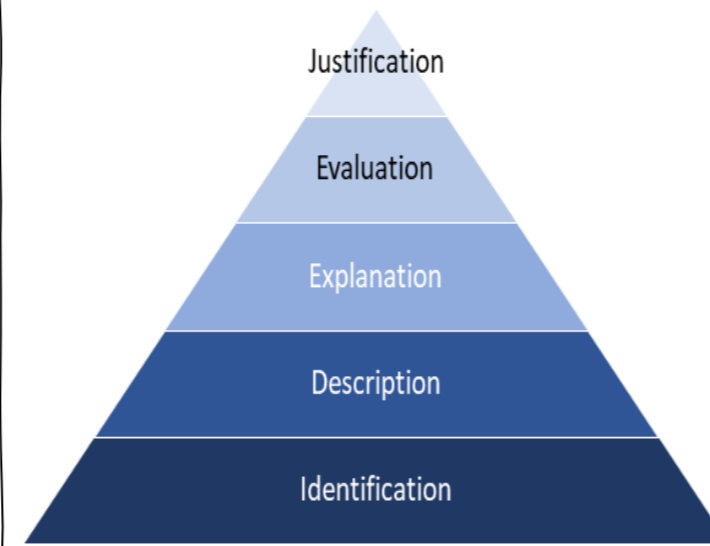 Justification
Evaluation
Explanation
Description
Identification